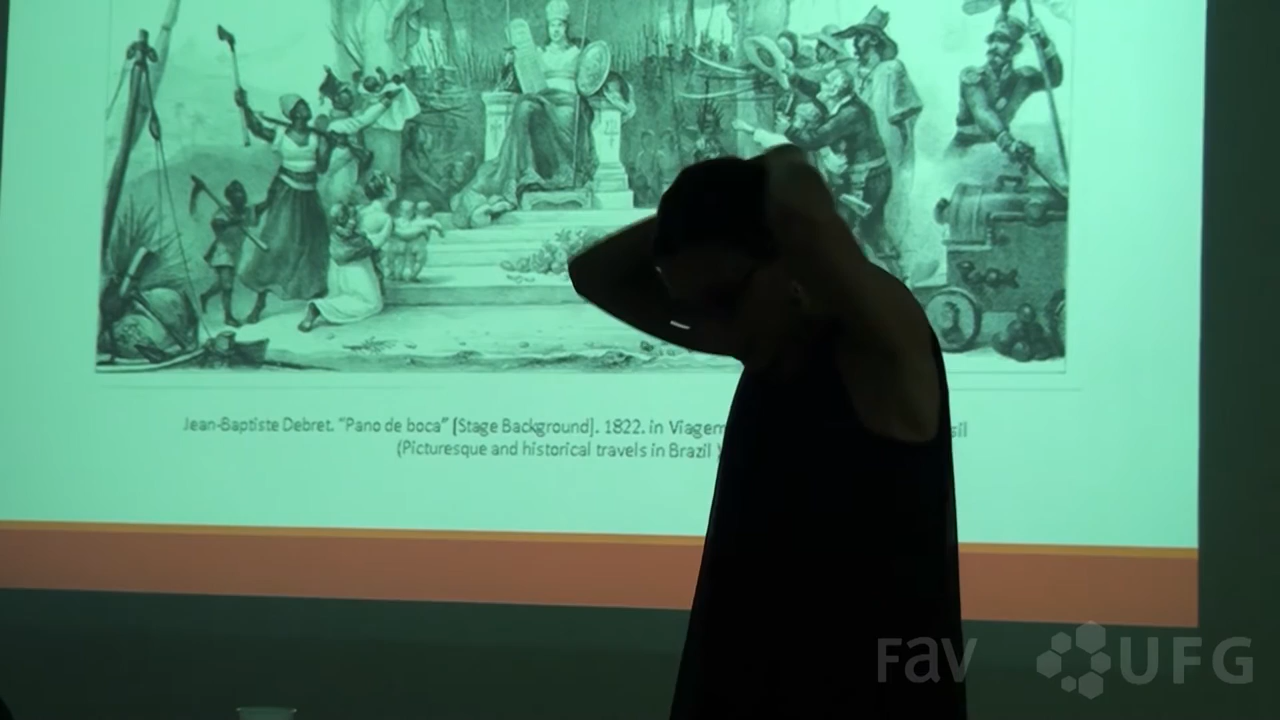 Jean-Baptiste Debret. "Pano de boca" [Stage Background]. 1822. in Viagem
(Picturesque and historical travels in Brazil
FAV UFG